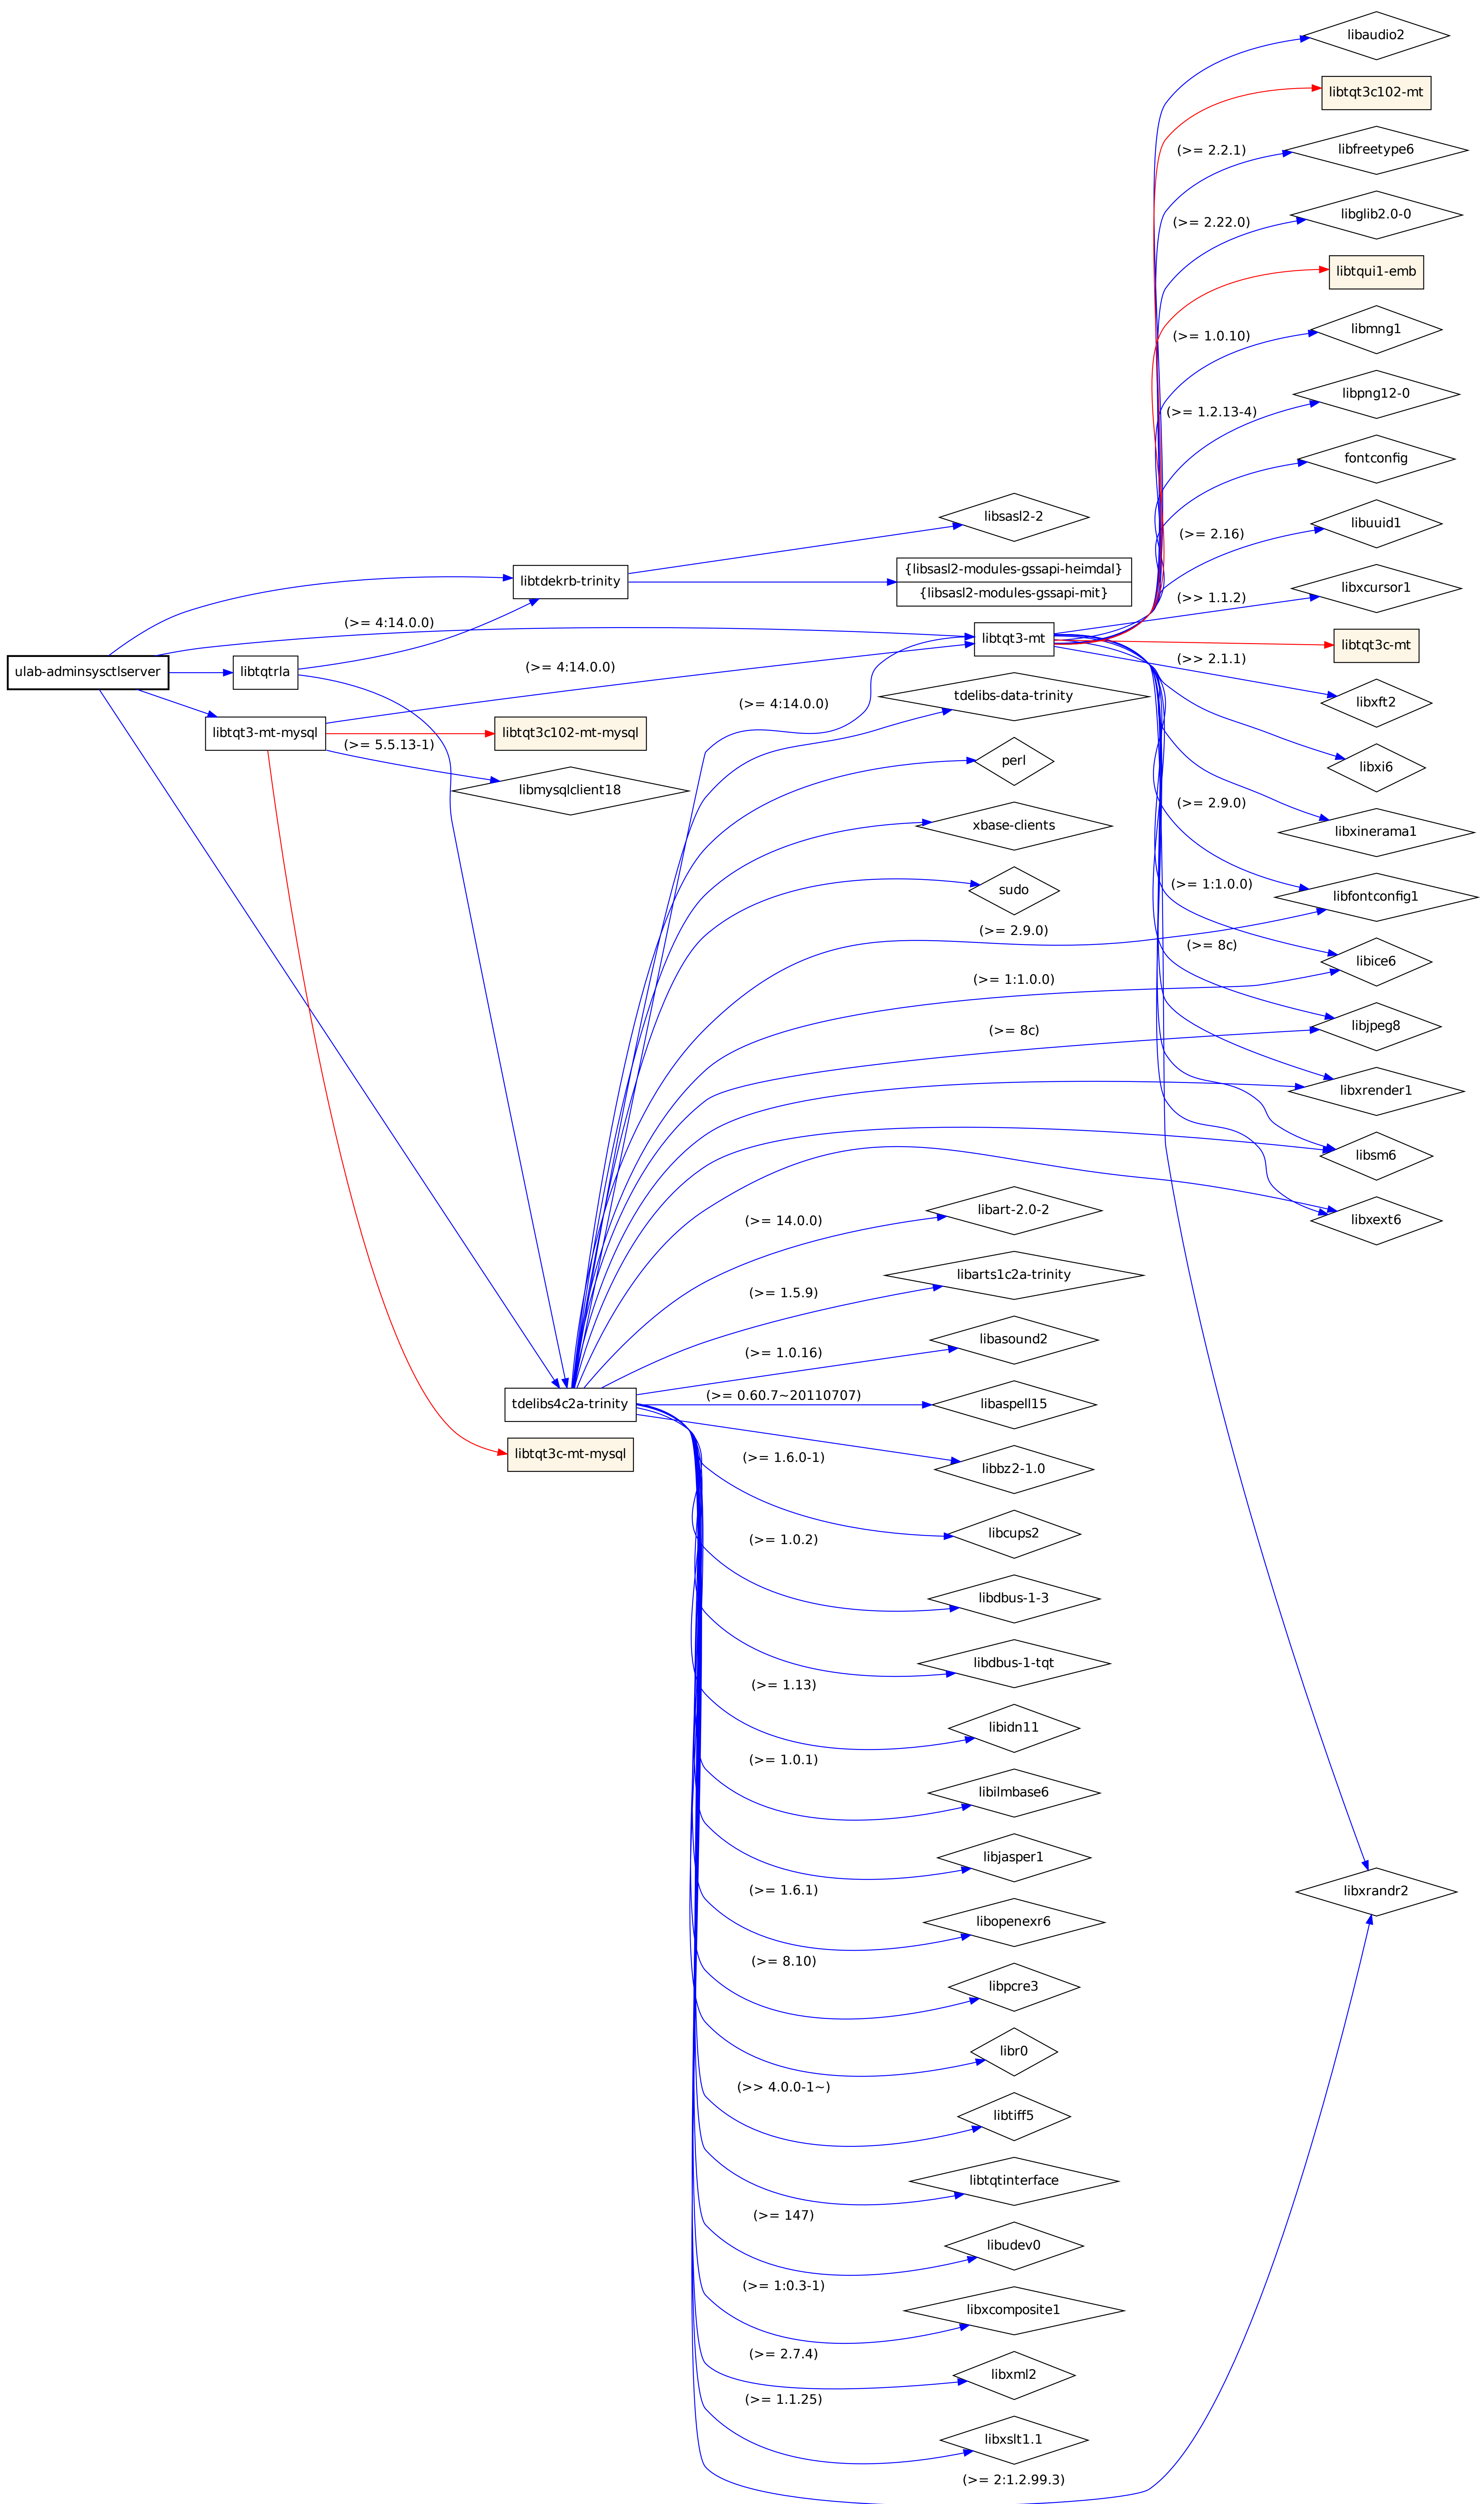 libaudio2
libtqt3c102-mt
(>= 2.2.1)
libfreetype6
(>= 2.22.0)
libglib2.0-0
libtqui1-emb
(>= 1.0.10)
libmng1
(>= 1.2.13-4)
libpng12-0
fontconfig
libsasl2-2
(>= 2.16)
libuuid1
{libsasl2-modules-gssapi-heimdal}
{libsasl2-modules-gssapi-mit}
libtdekrb-trinity
(>> 1.1.2)
libxcursor1
(>= 4:14.0.0)
libtqt3-mt
libtqt3c-mt
ulab-adminsysctlserver
libtqtrla
(>= 4:14.0.0)
(>> 2.1.1)
libxft2
(>= 4:14.0.0)
tdelibs-data-trinity
libtqt3-mt-mysql
libtqt3c102-mt-mysql
(>= 5.5.13-1)
libmysqlclient18
perl
libxi6
(>= 2.9.0)
xbase-clients
libxinerama1
sudo
(>= 1:1.0.0)
libfontconfig1
(>= 2.9.0)
(>= 8c)
libice6
(>= 1:1.0.0)
(>= 8c)
libjpeg8
libxrender1
libsm6
(>= 14.0.0)
libart-2.0-2
libxext6
(>= 1.5.9)
libarts1c2a-trinity
(>= 1.0.16)
libasound2
tdelibs4c2a-trinity
(>= 0.60.7~20110707)
libaspell15
libtqt3c-mt-mysql
(>= 1.6.0-1)
libbz2-1.0
(>= 1.0.2)
libcups2
libdbus-1-3
libdbus-1-tqt
(>= 1.13)
libidn11
(>= 1.0.1)
libilmbase6
libjasper1
(>= 1.6.1)
libxrandr2
libopenexr6
(>= 8.10)
libpcre3
libr0
(>> 4.0.0-1~)
libtiff5
libtqtinterface
(>= 147)
libudev0
(>= 1:0.3-1)
libxcomposite1
(>= 2.7.4)
libxml2
(>= 1.1.25)
libxslt1.1
(>= 2:1.2.99.3)